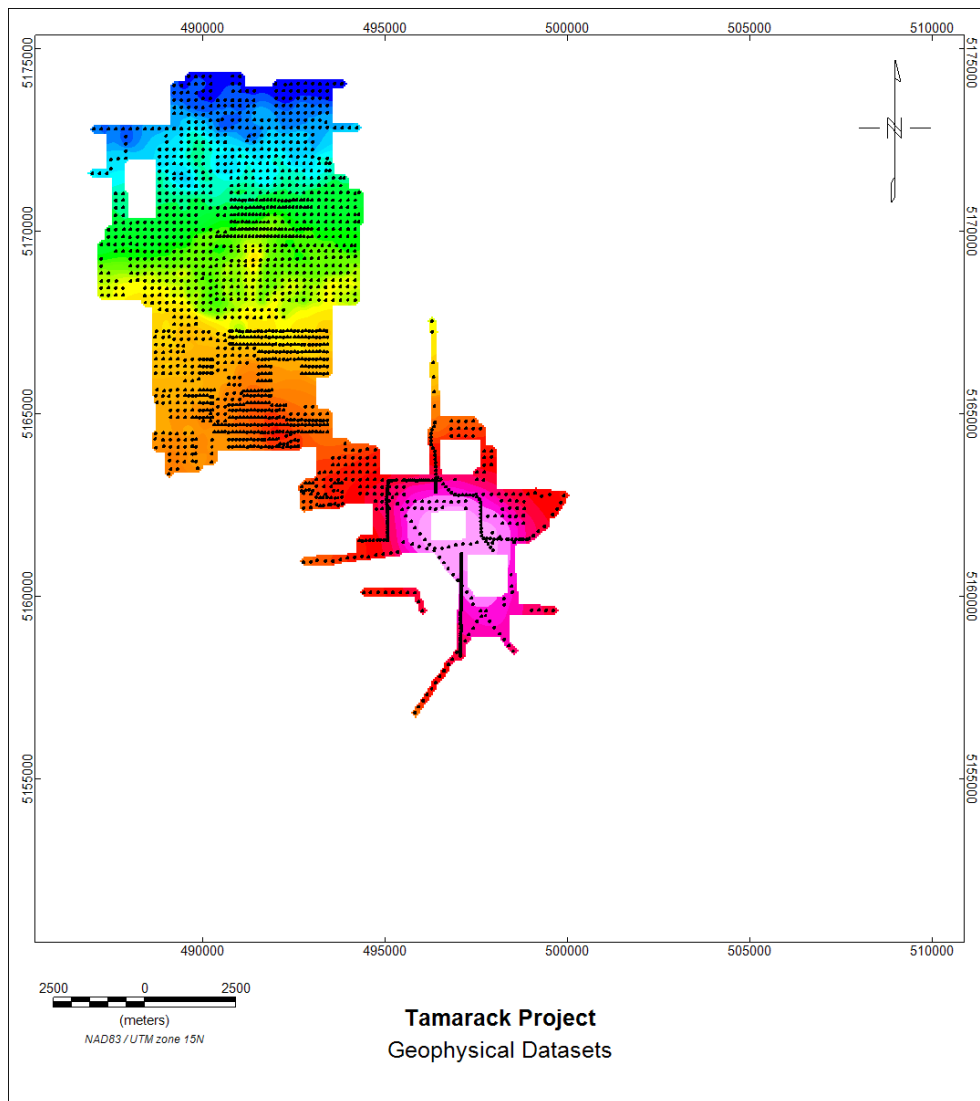 490000 495000 500000 505000 510000
5175000 5175000
5170000 5170000
5165000 5165000
5160000 5160000
5155000 5155000
490000 495000 500000 505000 510000
N
2500 0 2500
(meters)
NAD83 / UTM zone 15N
Tamarack Project
Geophysical Datasets